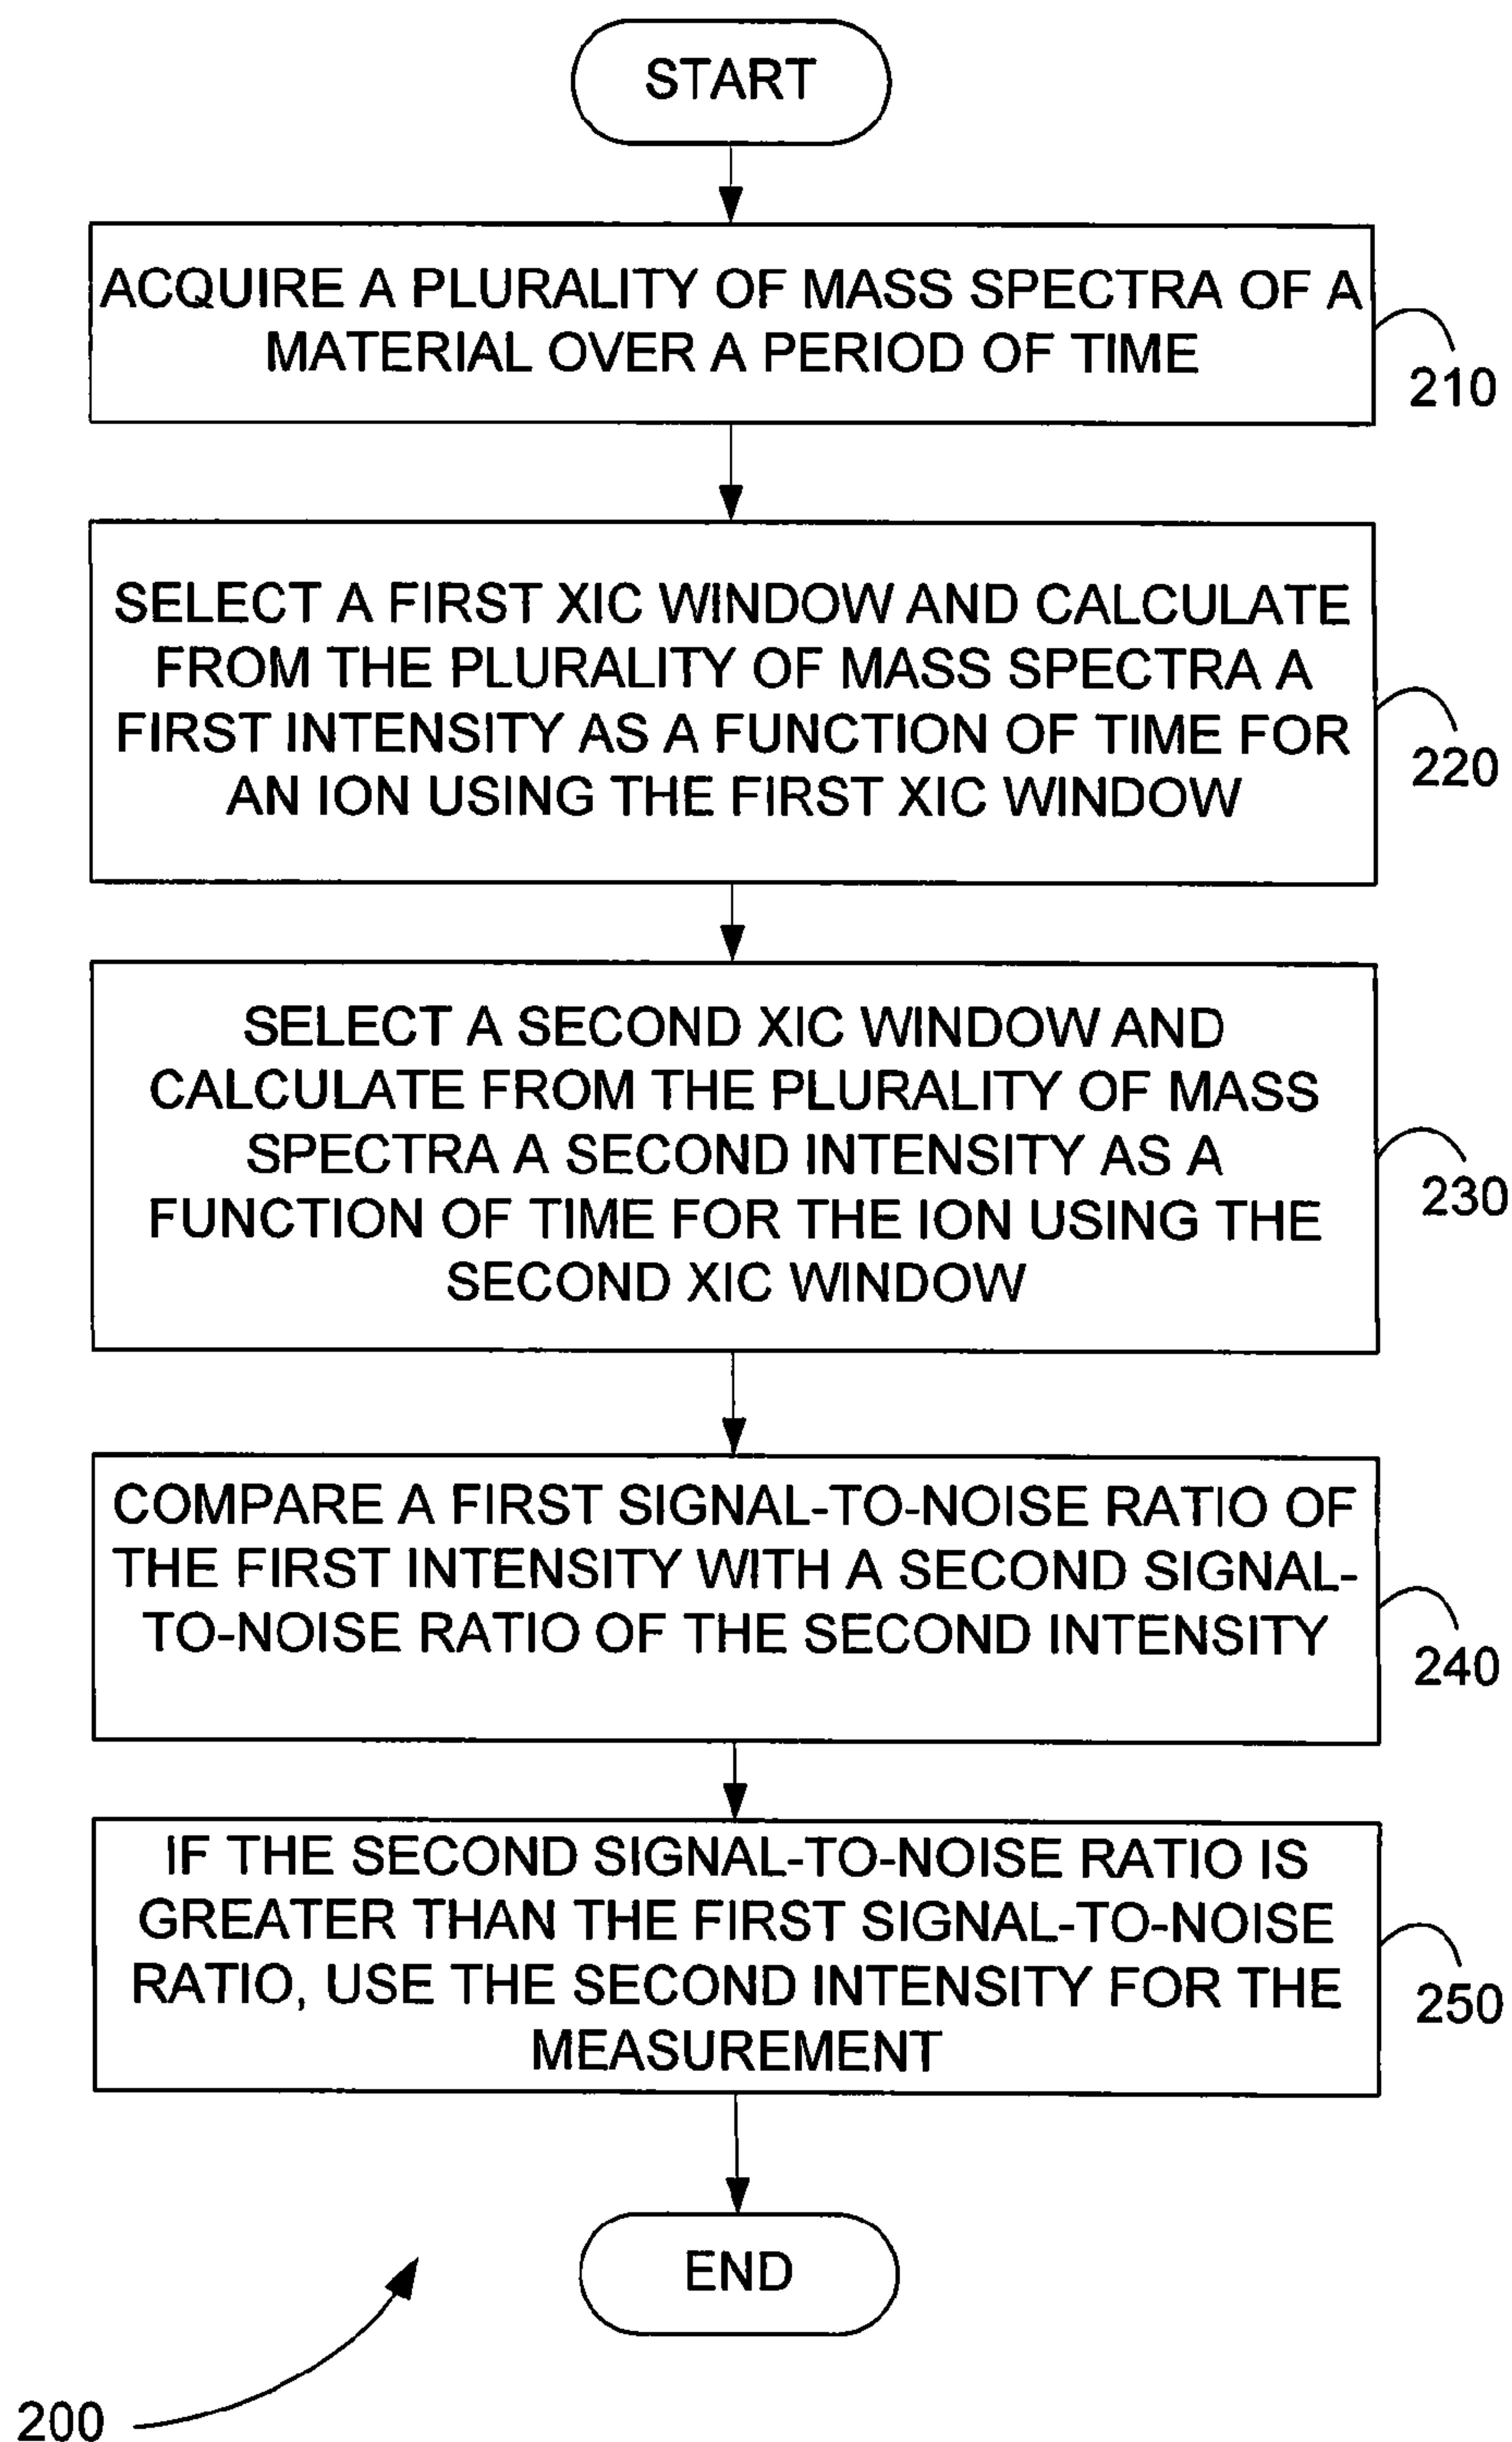 START
ACQUIRE A PLURALITY OF MASS SPECTRA OF A
MATERIAL OVER A PERIOD OF TIME
210
SELECT A FIRST XIC WINDOW AND CALCULATE
FROM THE PLURALITY OF MASS SPECTRA A
FIRST INTENSITY AS A FUNCTION OF TIME FOR
AN ION USING THE FIRST XIC WINDOW
220
SELECT A SECOND XIC WINDOW AND
CALCULATE FROM THE PLURALITY OF MASS
SPECTRA A SECOND INTENSITY AS A
FUNCTION OF TIME FOR THE ION USING THE
SECOND XIC WINDOW
230
COMPARE A FIRST SIGNAL-TO-NOISE RATIO OF
THE FIRST INTENSITY WITH A SECOND SIGNAL-
TO-NOISE RATIO OF THE SECOND INTENSITY
240
IF THE SECOND SIGNAL-TO-NOISE RATIO IS
GREATER THAN THE FIRST SIGNAL-TO-NOISE
RATIO, USE THE SECOND INTENSITY FOR THE
MEASUREMENT
250
END
200